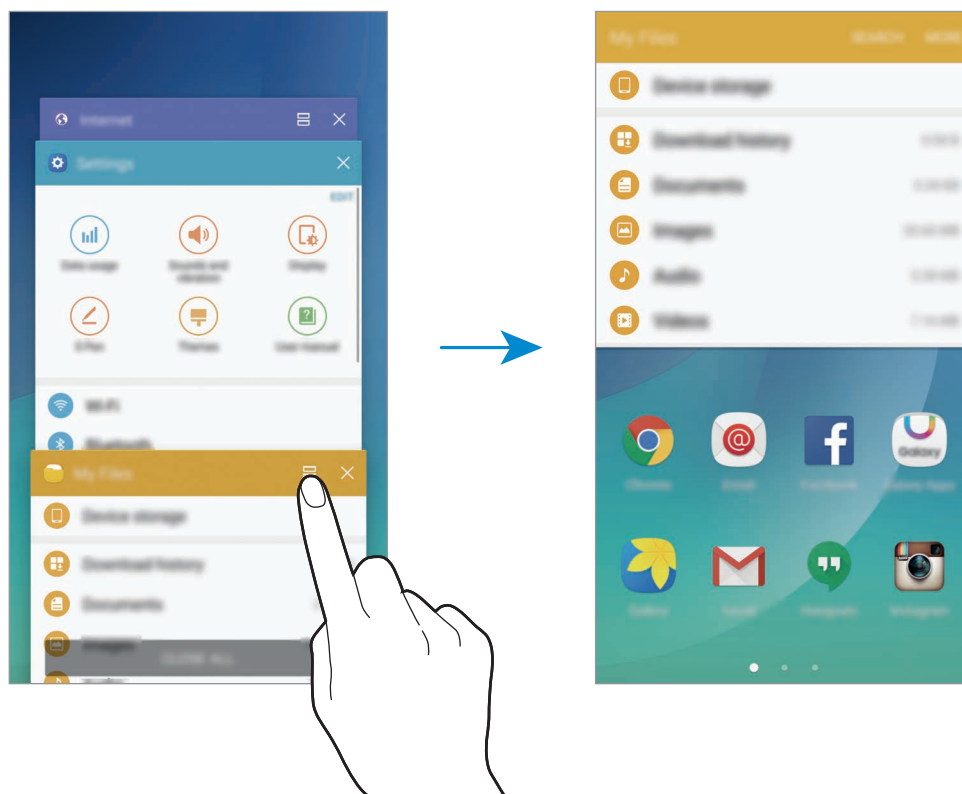 Internet
Settings
EDIT
Data usage
Sounds and vibration
Display
S Pen
Themes
User manual
Wi-Fi
Bluetooth
My Files
Device storage
Download history
Documents
Images
Audio
CLOSE ALL
My Files
SEARCH
MORE
Device storage
Download history
Documents
Images
Audio
Videos
Chrome
Email
Facebook
Galaxy
Galaxy Apps
Gallery
Gmail
Hangouts
Instagram